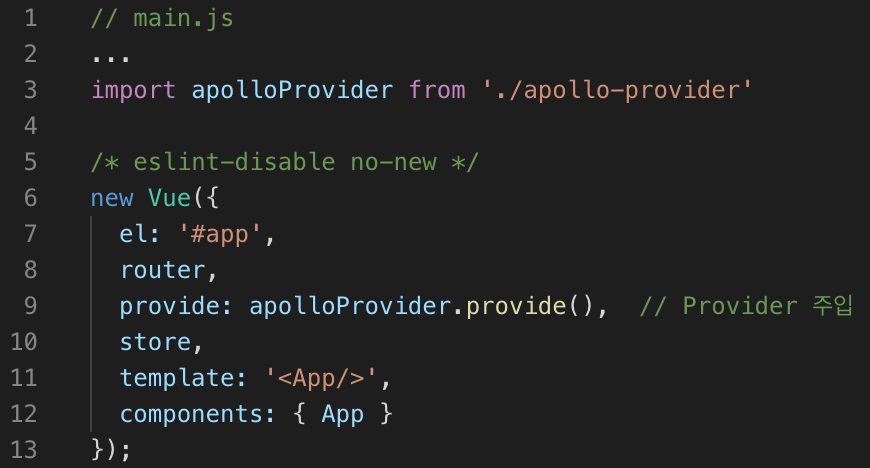 1 // main.js
2 ...
3 import apolloProvider from './apollo-provider'
4
5 /* eslint-disable no-new */
6 new Vue({
7   el: '#app',
8   router,
9   provide: apolloProvider.provide(),  // Provider 주입
10   store,
11   template: '<App/>',
12   components: { App }
13 });